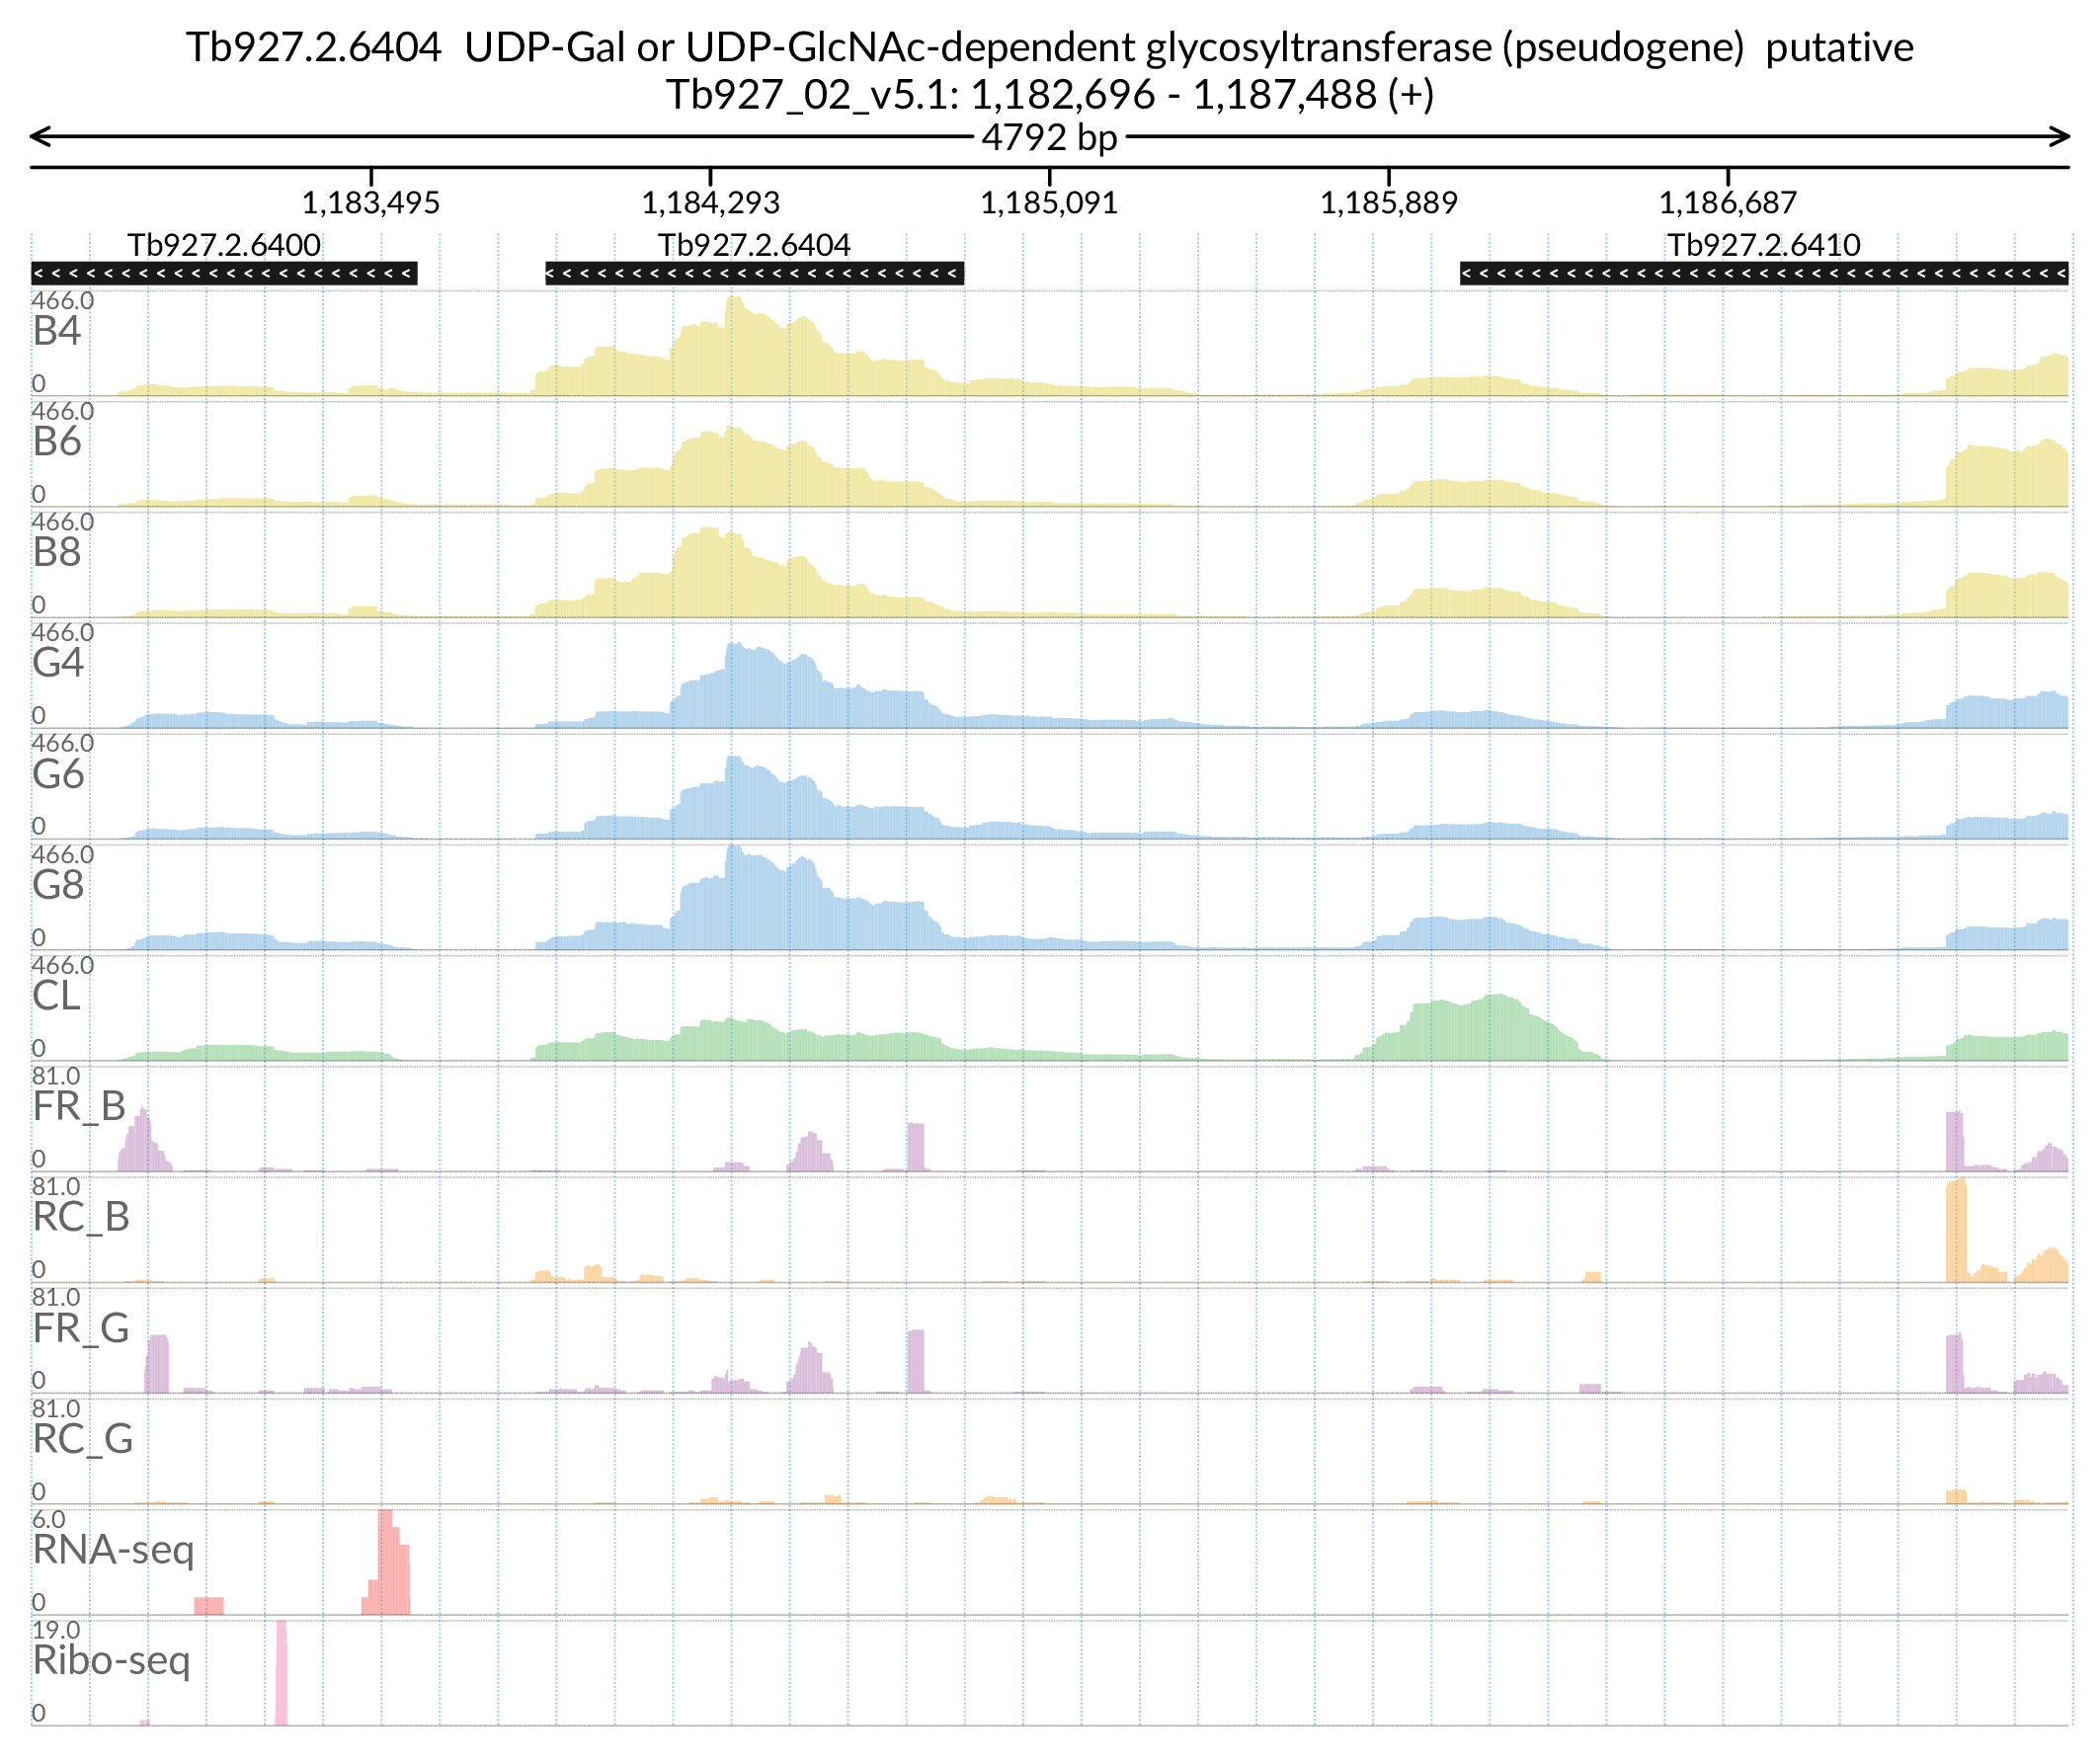 Tb927.2.6404  UDP-Gal or UDP-GlcNAc-dependent glycosyltransferase (pseudogene)  putative
Tb927_02_v5.1: 1,182,696 - 1,187,488 (+)
4792 bp
1,183,495 1,184,293 1,185,091 1,185,889 1,186,687
Tb927.2.6400 Tb927.2.6404 Tb927.2.6410
466.0
B4
0
466.0
B6
0
466.0
B8
0
466.0
G4
0
466.0
G6
0
466.0
G8
0
466.0
CL
0
81.0
FR_B
0
81.0
RC_B
0
81.0
FR_G
0
81.0
RC_G
0
6.0
RNA-seq
0
19.0
Ribo-seq
0